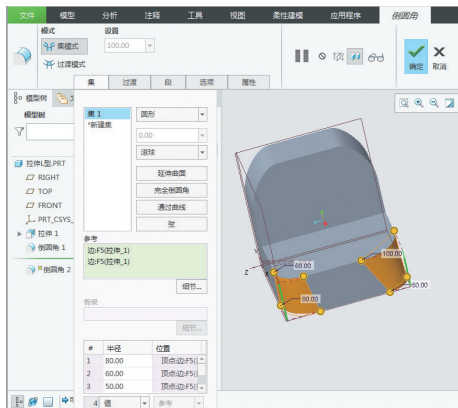 文件 模型 分析 注释 工具 视图 柔性建模 应用程序 倒圆角
模式 设置
集模式 100.00
过渡模式
确定 取消
集 过渡 段 选项 属性
模型树
模型树
拉伸L型.PRT
RIGHT
TOP
FRONT
PRT_CSYS_
拉伸 1
倒圆角 1
倒圆角 2
集 1 圆形
*新建集
0.00
滚球
延伸曲面
完全倒圆角
通过曲线
弦
参考
边:F5(拉伸_1)
边:F5(拉伸_1)
细节...
骨架
细节...
# 半径 位置
1 80.00 顶点:边:F5(
2 60.00 顶点:边:F5(
3 50.00 顶点:边:F5(
4 值 参考
Z
X
60.00
80.00
100.00
50.00